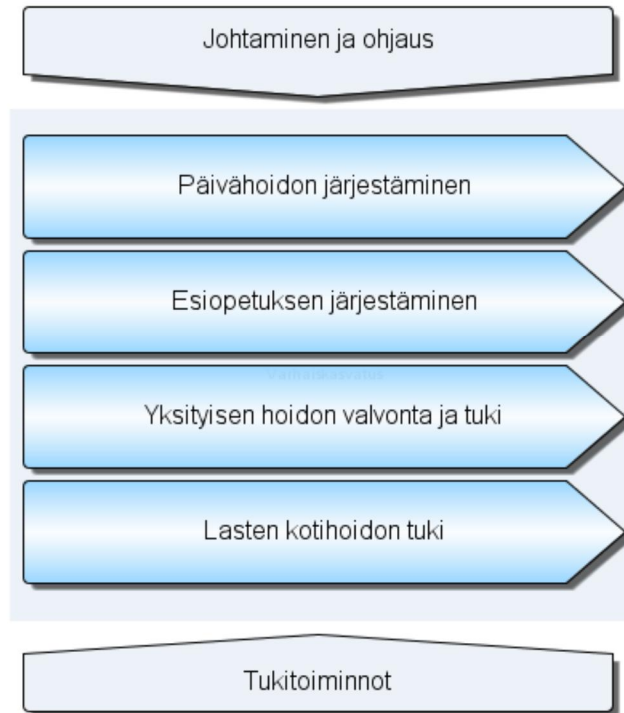 Johtaminen ja ohjaus
Päivähoidon järjestäminen
Esiopetuksen järjestäminen
Yksityisen hoidon valvonta ja tuki
Lasten kotihoidon tuki
Tukitoiminnot